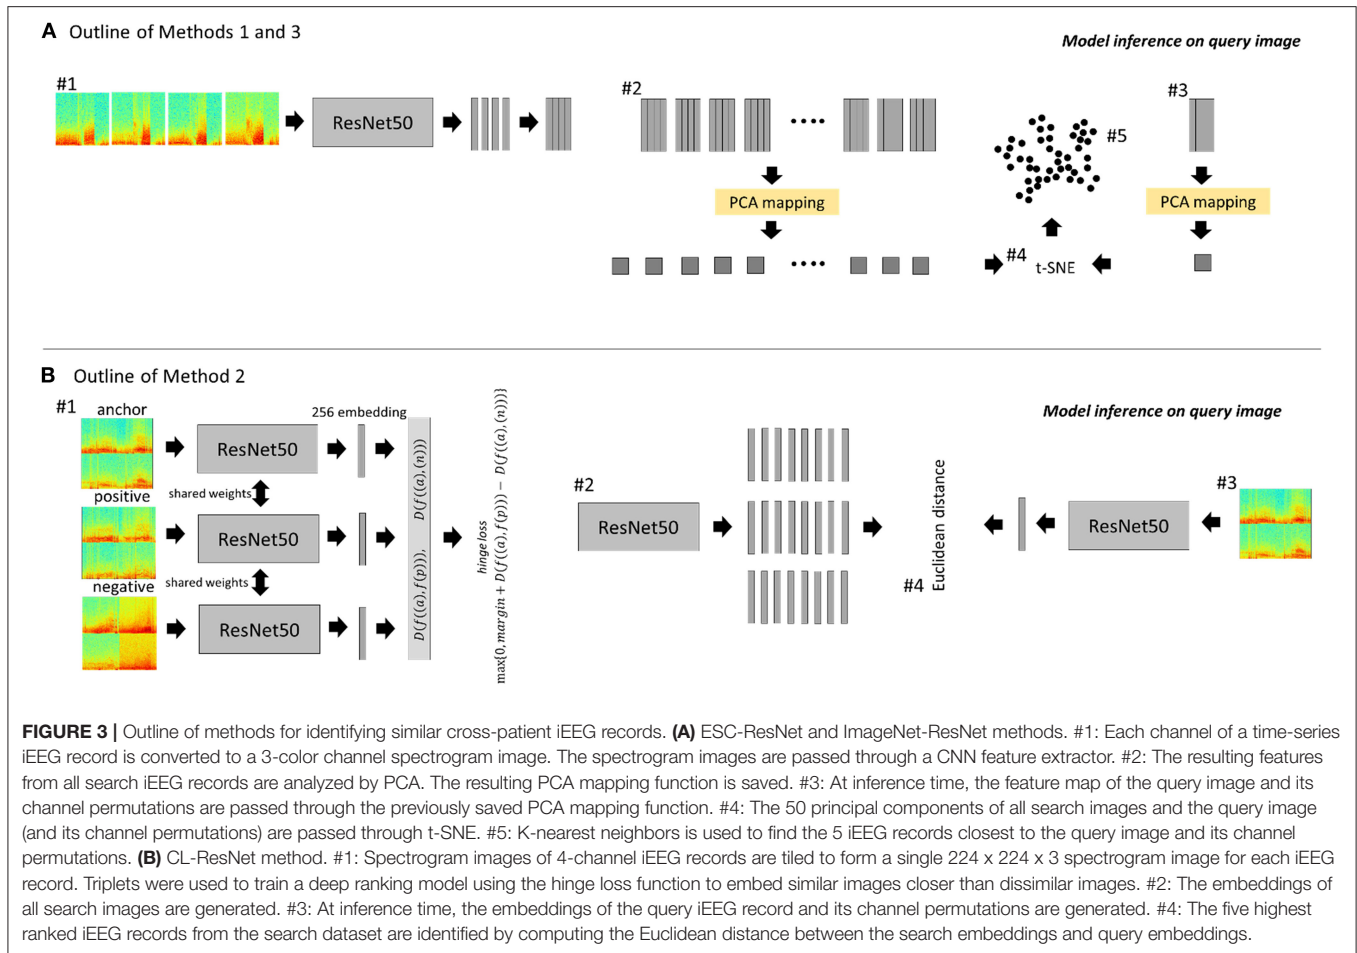 A Outline of Methods 1 and 3
Model inference on query image
#1
ResNet50
#2
PCA mapping
#3
PCA mapping
#5
#4
t-SNE
B Outline of Method 2
Model inference on query image
#1
anchor
positive
negative
ResNet50
shared weights
ResNet50
shared weights
ResNet50
256 embedding
D(f((a), f(p))), D(f((a), (n)))
hinge loss
max{0, margin + D(f((a), f(p))) − D(f((a), (n)))}
#2
ResNet50
#4
Euclidean distance
ResNet50
#3
FIGURE 3 | Outline of methods for identifying similar cross-patient iEEG records. (A) ESC-ResNet and ImageNet-ResNet methods. #1: Each channel of a time-series
iEEG record is converted to a 3-color channel spectrogram image. The spectrogram images are passed through a CNN feature extractor. #2: The resulting features
from all search iEEG records are analyzed by PCA. The resulting PCA mapping function is saved. #3: At inference time, the feature map of the query image and its
channel permutations are passed through the previously saved PCA mapping function. #4: The 50 principal components of all search images and the query image
(and its channel permutations) are passed through t-SNE. #5: K-nearest neighbors is used to find the 5 iEEG records closest to the query image and its channel
permutations. (B) CL-ResNet method. #1: Spectrogram images of 4-channel iEEG records are tiled to form a single 224 x 224 x 3 spectrogram image for each iEEG
record. Triplets were used to train a deep ranking model using the hinge loss function to embed similar images closer than dissimilar images. #2: The embeddings of
all search images are generated. #3: At inference time, the embeddings of the query iEEG record and its channel permutations are generated. #4: The five highest
ranked iEEG records from the search dataset are identified by computing the Euclidean distance between the search embeddings and query embeddings.